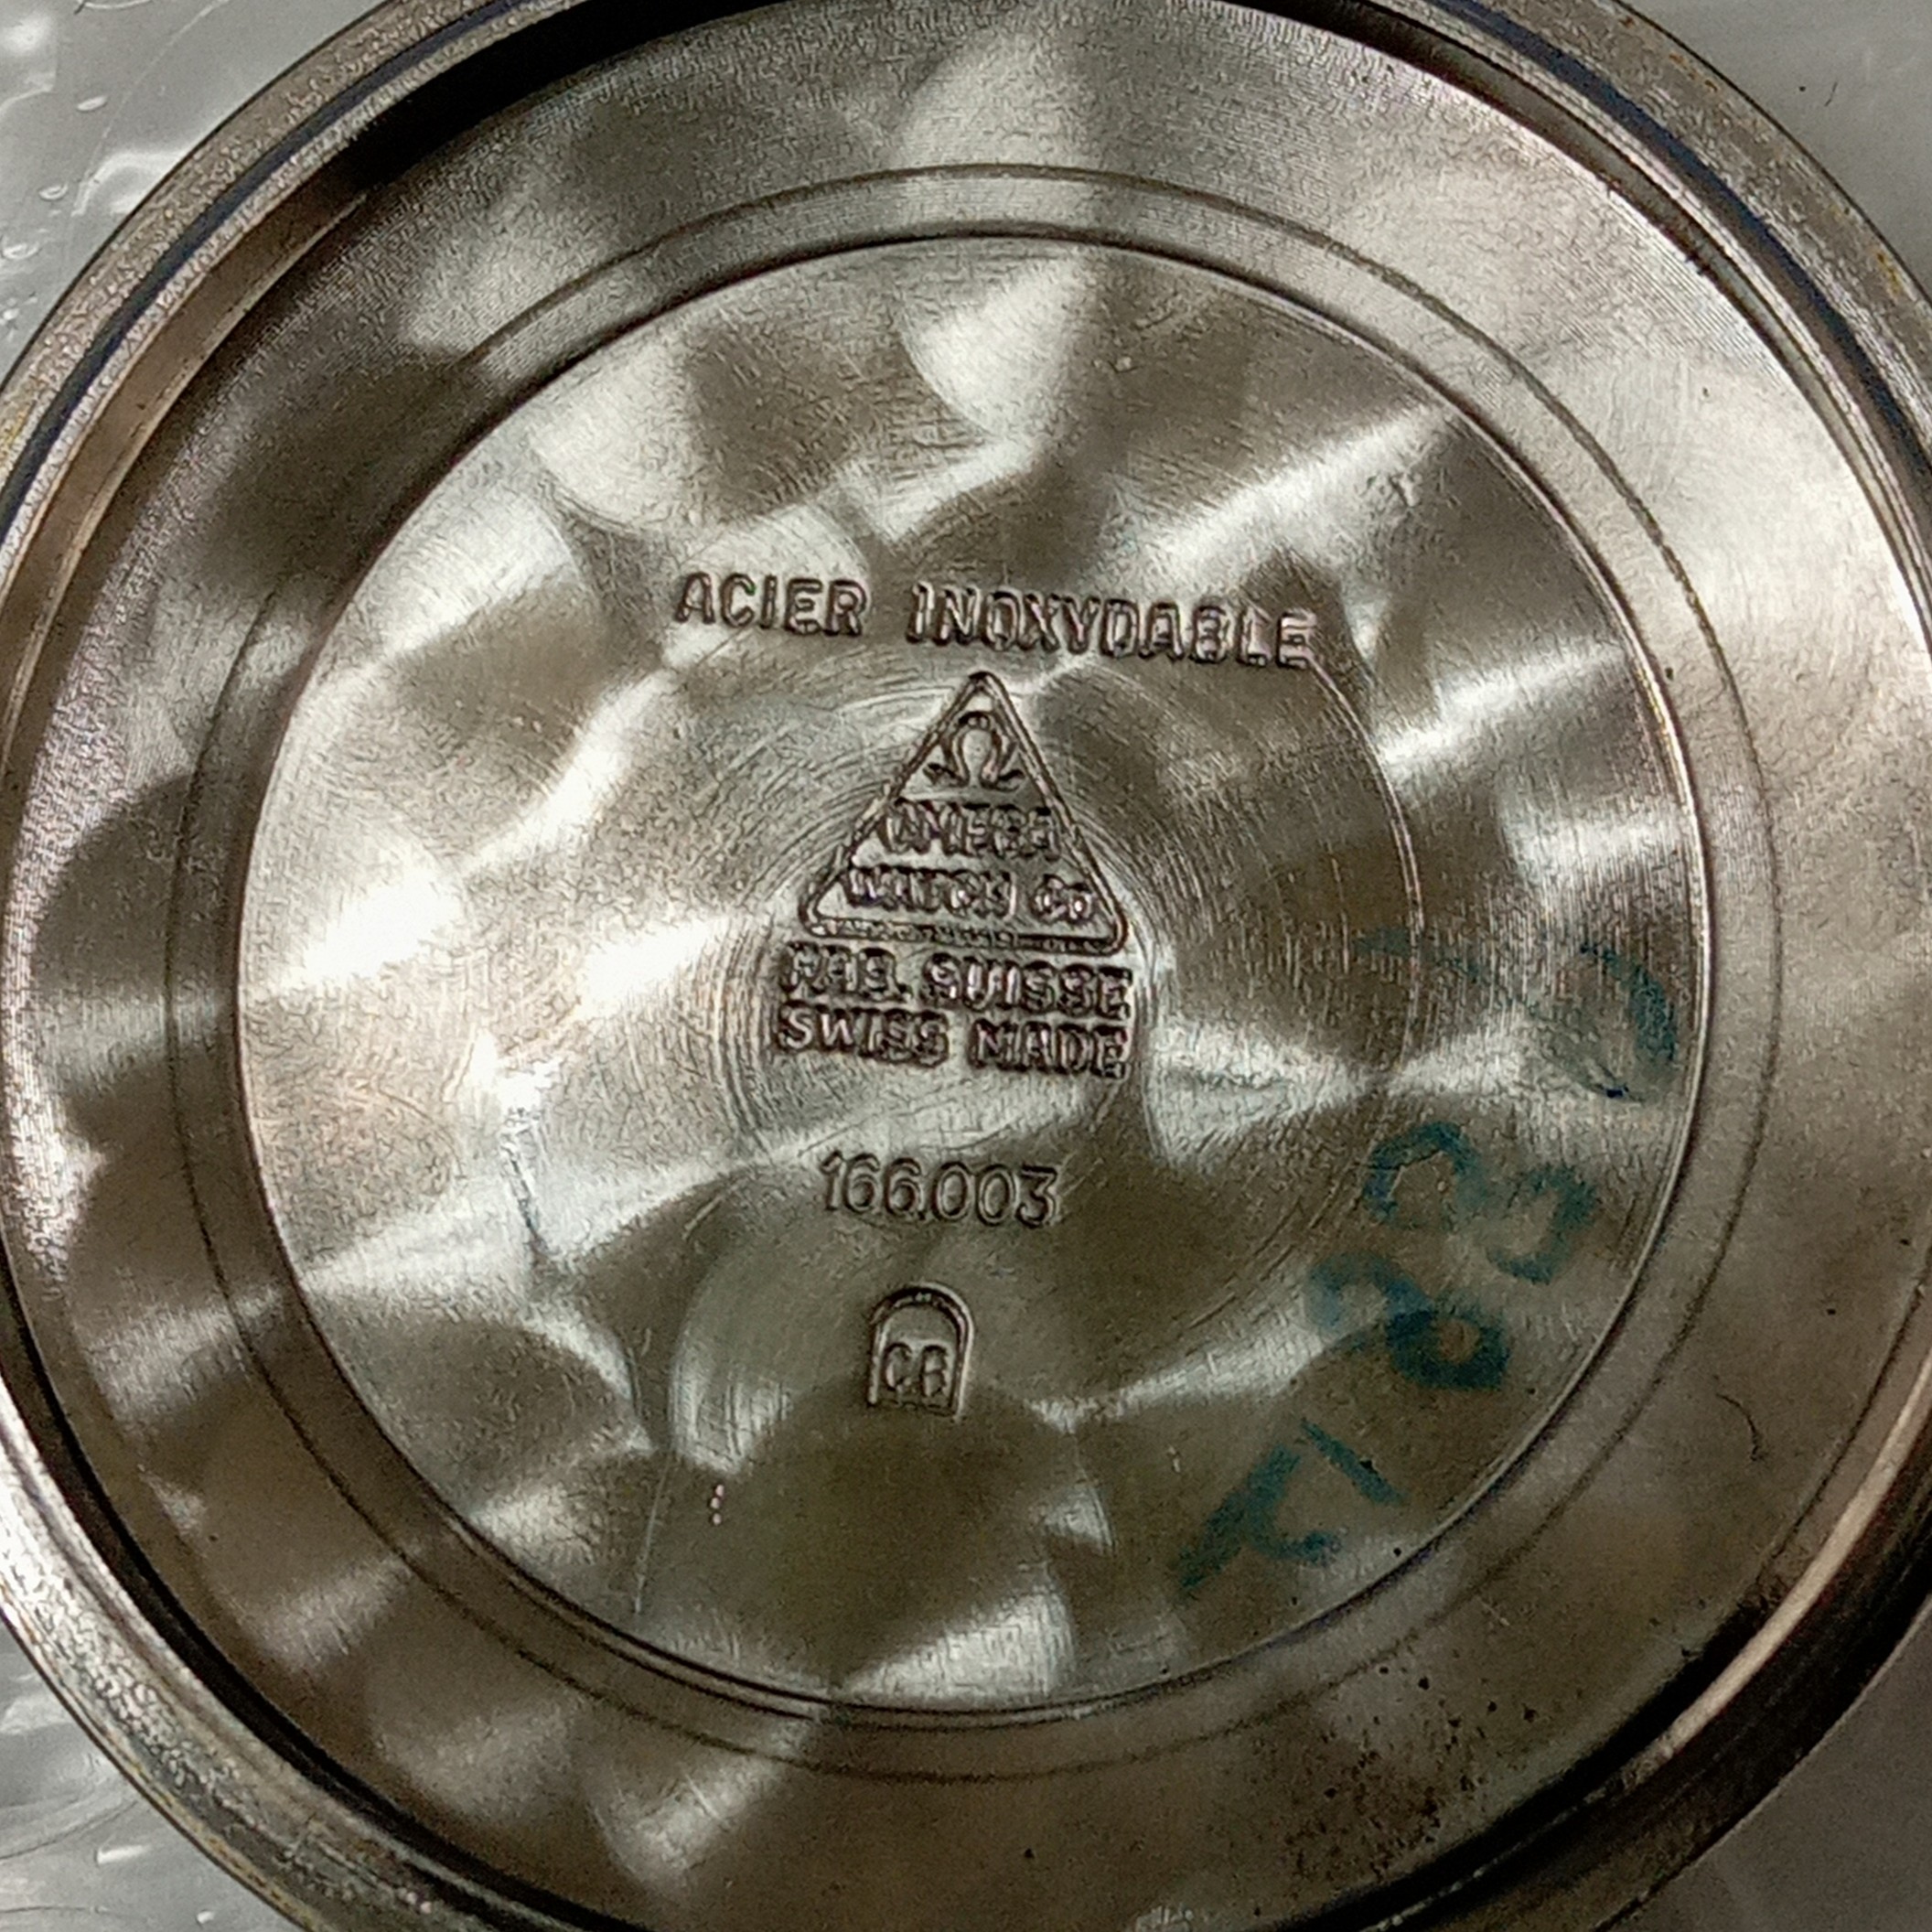 ACIER INOXYDABLE
Ω
OMEGA
WATCH Co
FAB. SUISSE
SWISS MADE
166.003
CB